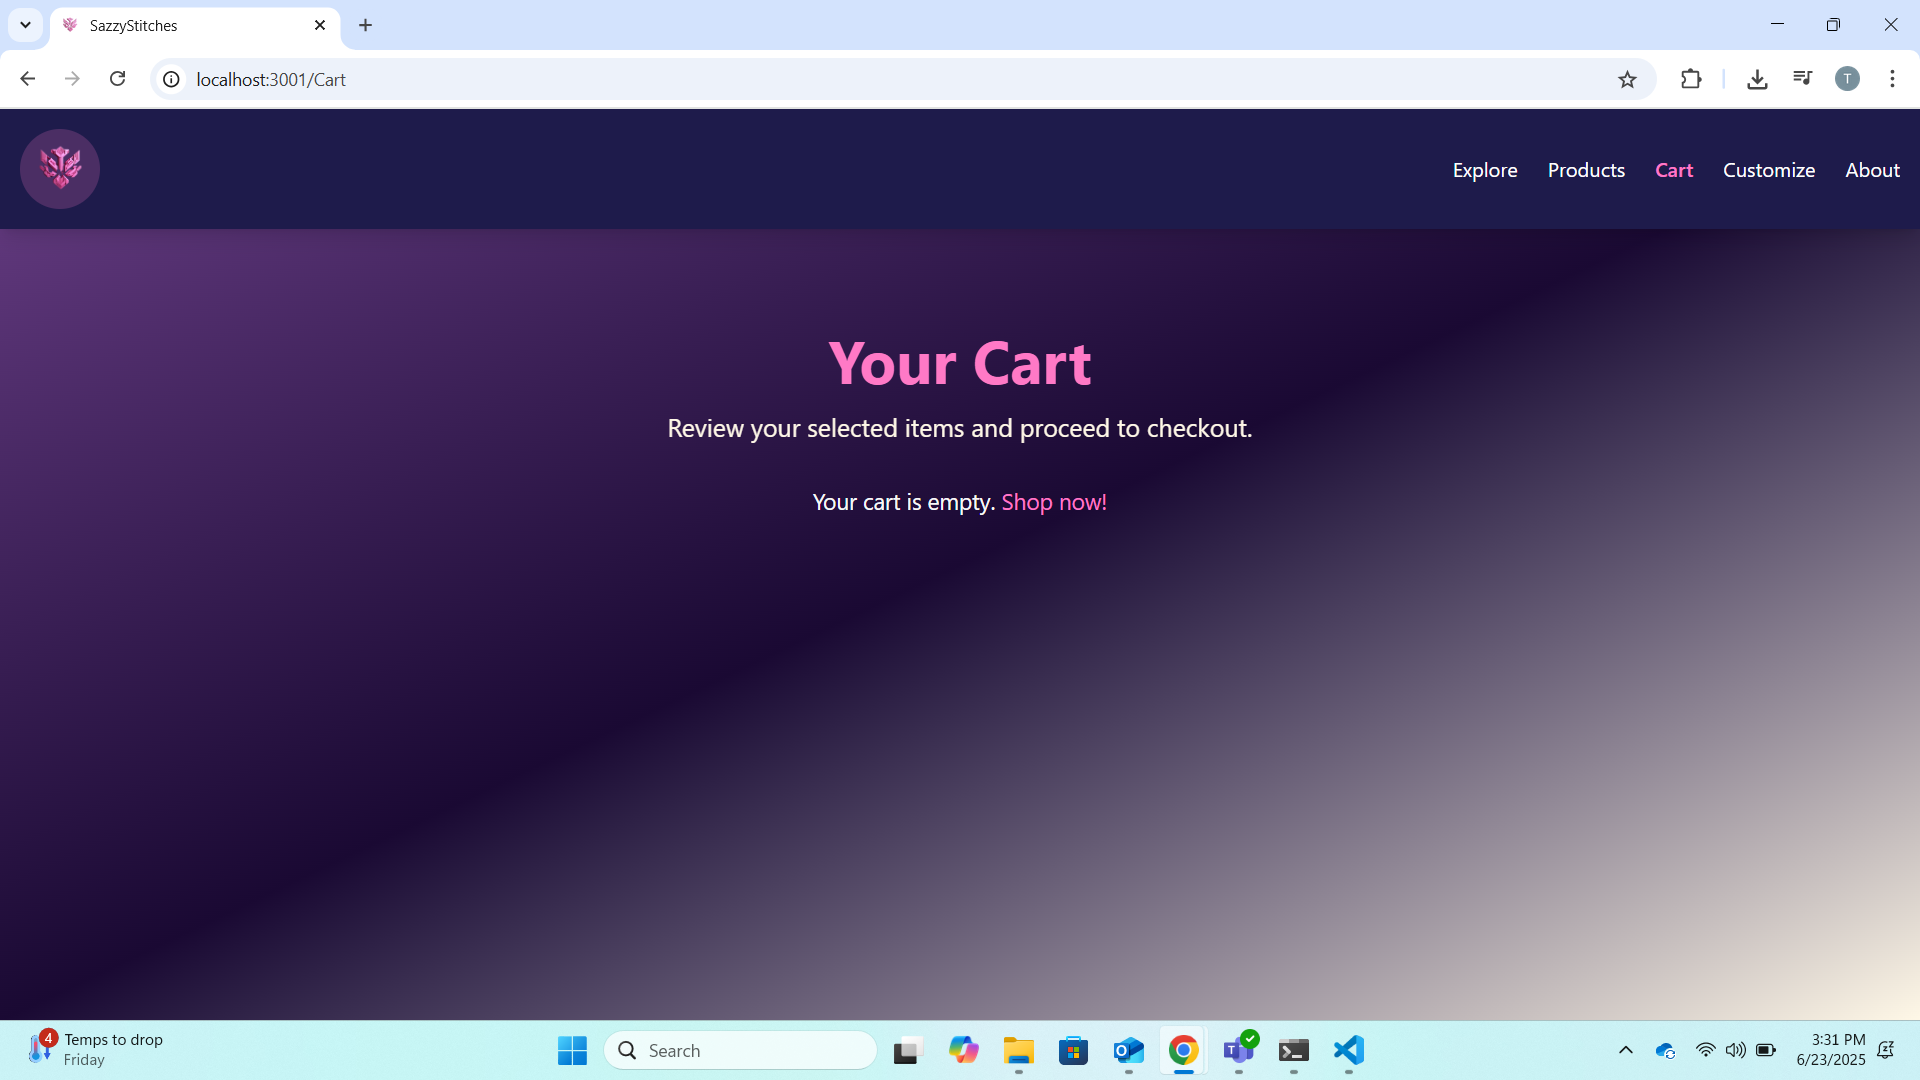 SazzyStitches
localhost:3001/Cart
T
Explore Products Cart Customize About
Your Cart
Review your selected items and proceed to checkout.
Your cart is empty. Shop now!
4
Temps to drop
Friday
Search
3:31 PM
6/23/2025